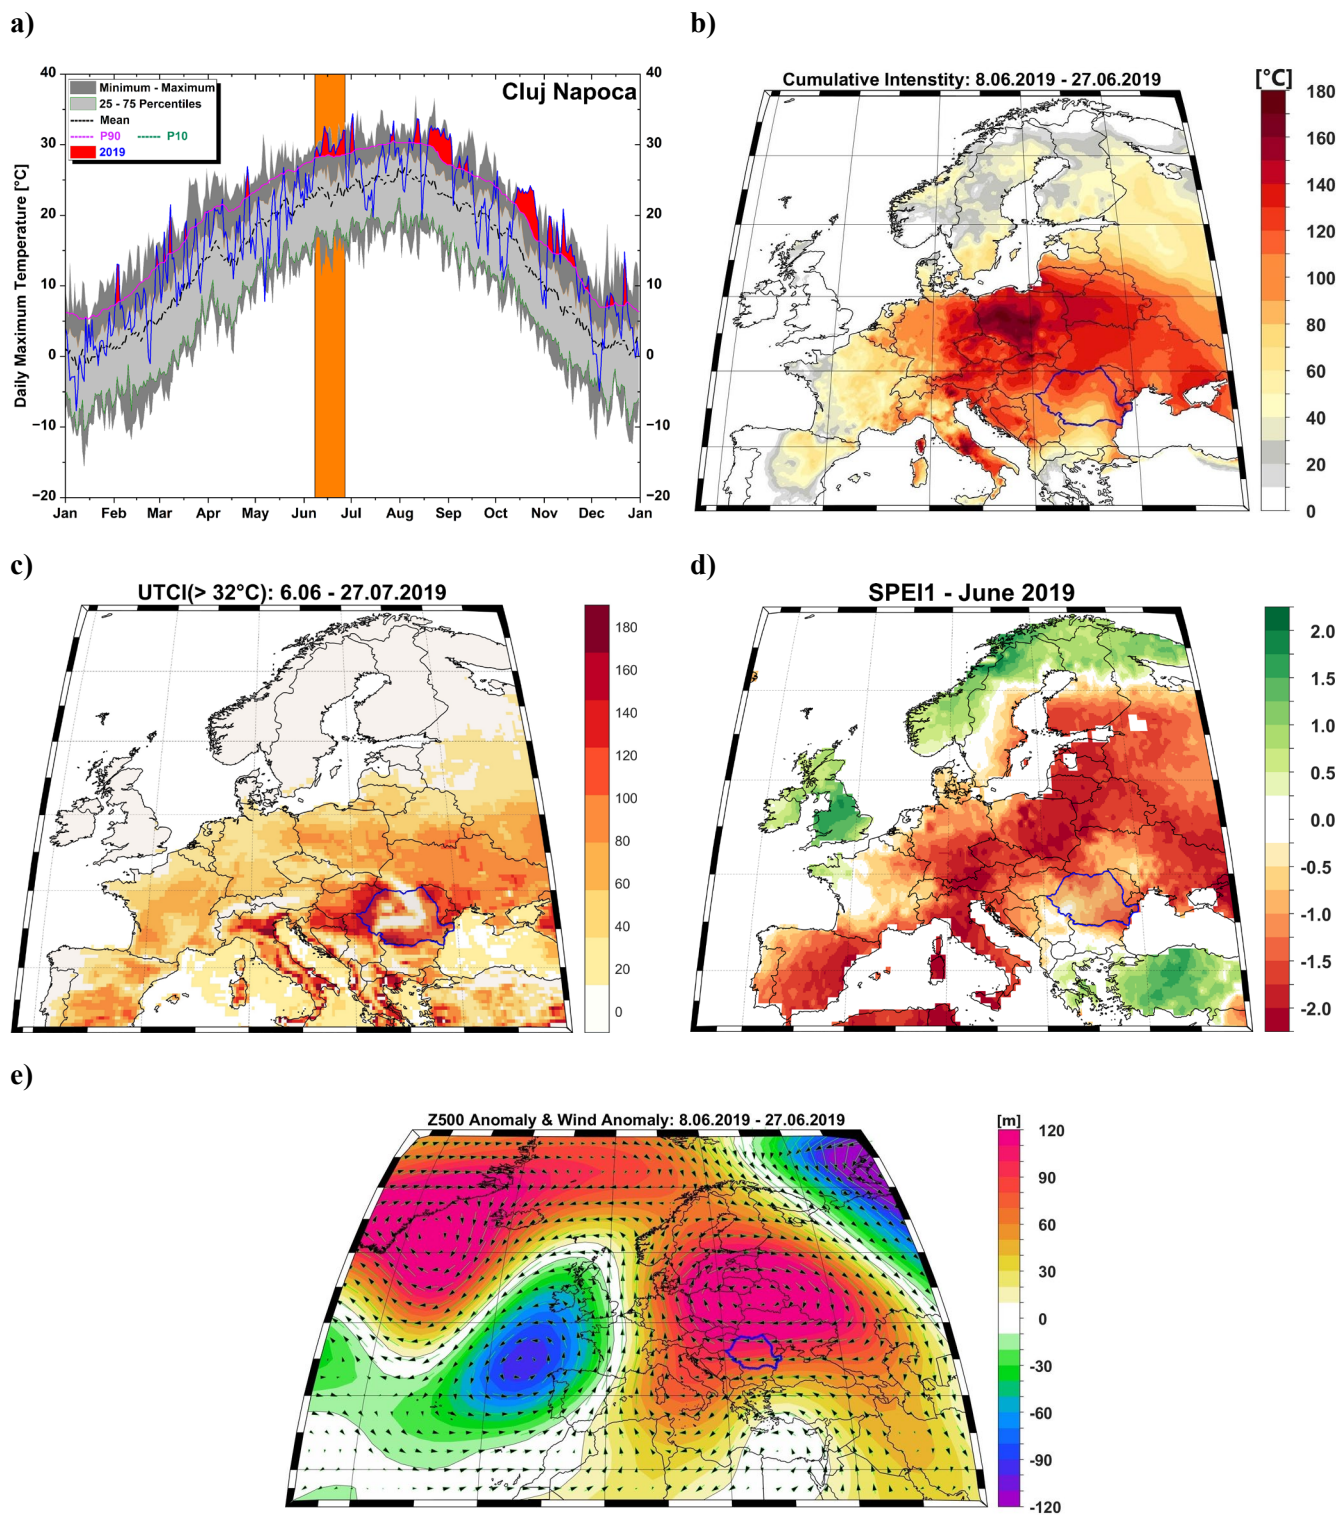 a)
Cluj Napoca
Minimum - Maximum
25 - 75 Percentiles
Mean
P90 P10
2019
Daily Maximum Temperature [°C]
40 30 20 10 0 −10 −20
40 30 20 10 0 −10 −20
Jan Feb Mar Apr May Jun Jul Aug Sep Oct Nov Dec Jan
b)
Cumulative Intenstity: 8.06.2019 - 27.06.2019
[°C]
180
160
140
120
100
80
60
40
20
0
c)
UTCI(> 32°C): 6.06 - 27.07.2019
180
160
140
120
100
80
60
40
20
0
d)
SPEI1 - June 2019
2.0
1.5
1.0
0.5
0.0
-0.5
-1.0
-1.5
-2.0
e)
Z500 Anomaly & Wind Anomaly: 8.06.2019 - 27.06.2019
[m]
120
90
60
30
0
-30
-60
-90
-120